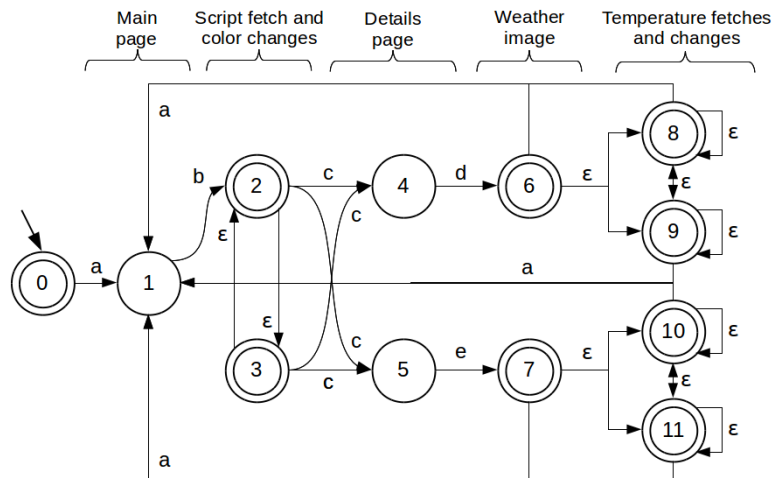 Main
page
Script fetch and
color changes
Details
page
Weather
image
Temperature fetches
and changes
a
8
ε
b
2
c
4
d
6
ε
c
ε
ε
9
ε
0
a
1
a
ε
c
10
ε
3
c
5
e
7
ε
ε
11
ε
a